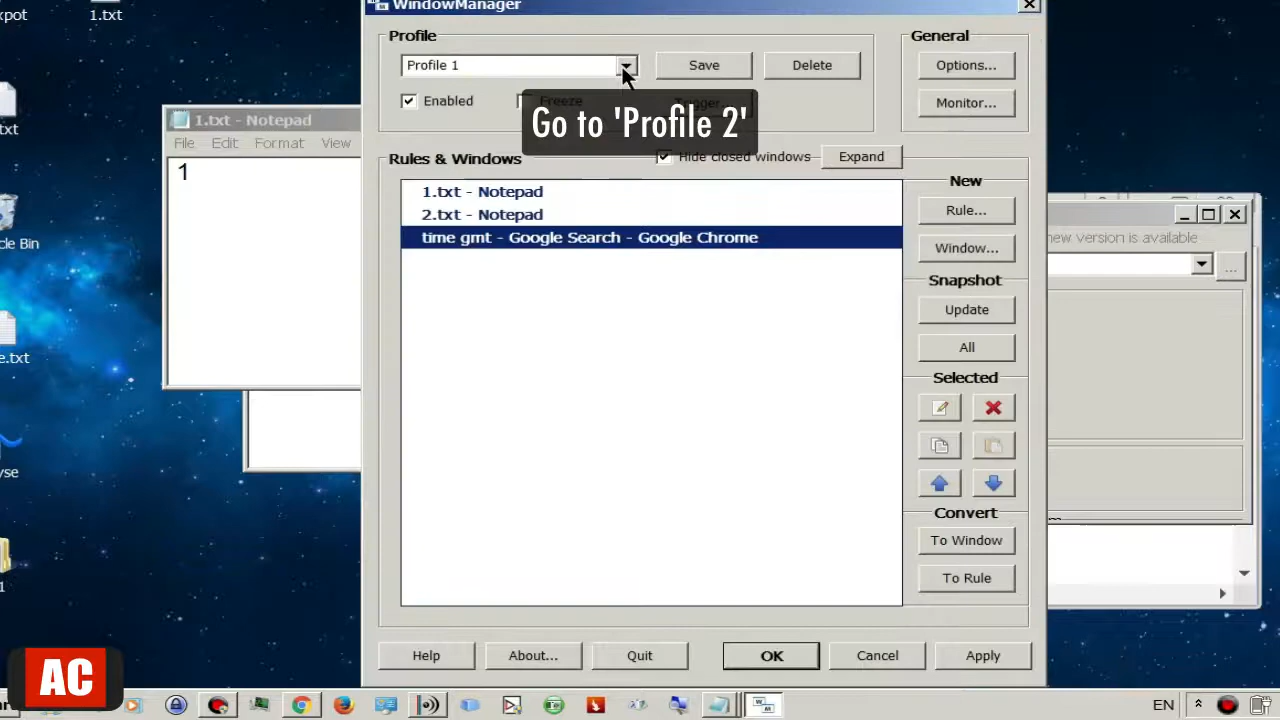 xpot
1.txt
WindowManager
Profile
General
Profile 1
Save
Delete
Options...
Enabled
Freeze
Trigger...
Monitor...
Go to 'Profile 2'
txt
1.txt - Notepad
File Edit Format View
1
Rules & Windows
Hide closed windows
Expand
1.txt - Notepad
2.txt - Notepad
time gmt - Google Search - Google Chrome
New
Rule...
Window...
Snapshot
Update
All
Selected
Convert
To Window
To Rule
new version is available
...
cle Bin
e.txt
yse
1
Help
About...
Quit
OK
Cancel
Apply
AC
EN